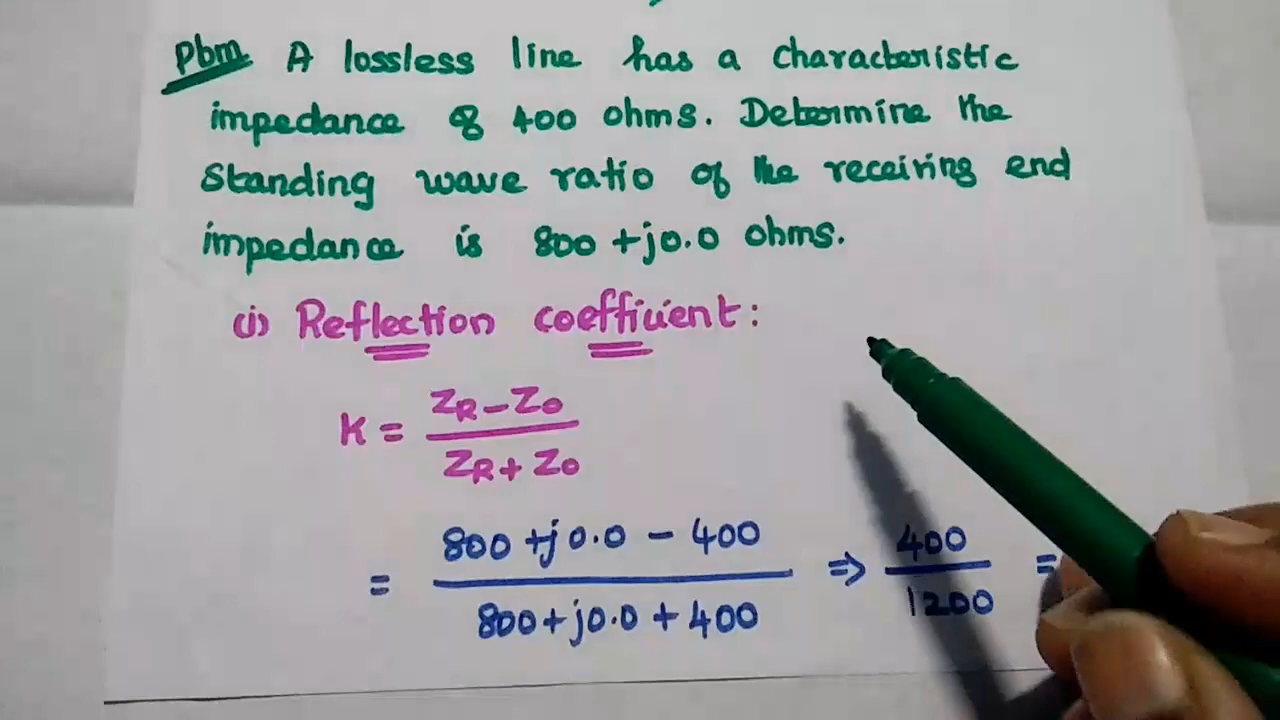 Pbm A lossless line has a characteristic
impedance of 400 ohms. Determine the
Standing wave ratio of the receiving end
impedance is 800 +j0.0 ohms.
(i) Reflection coefficient:
K = ZR - Z0 / ZR + Z0
= 800 +j0.0 - 400 / 800+j0.0 + 400 => 400 / 1200 =